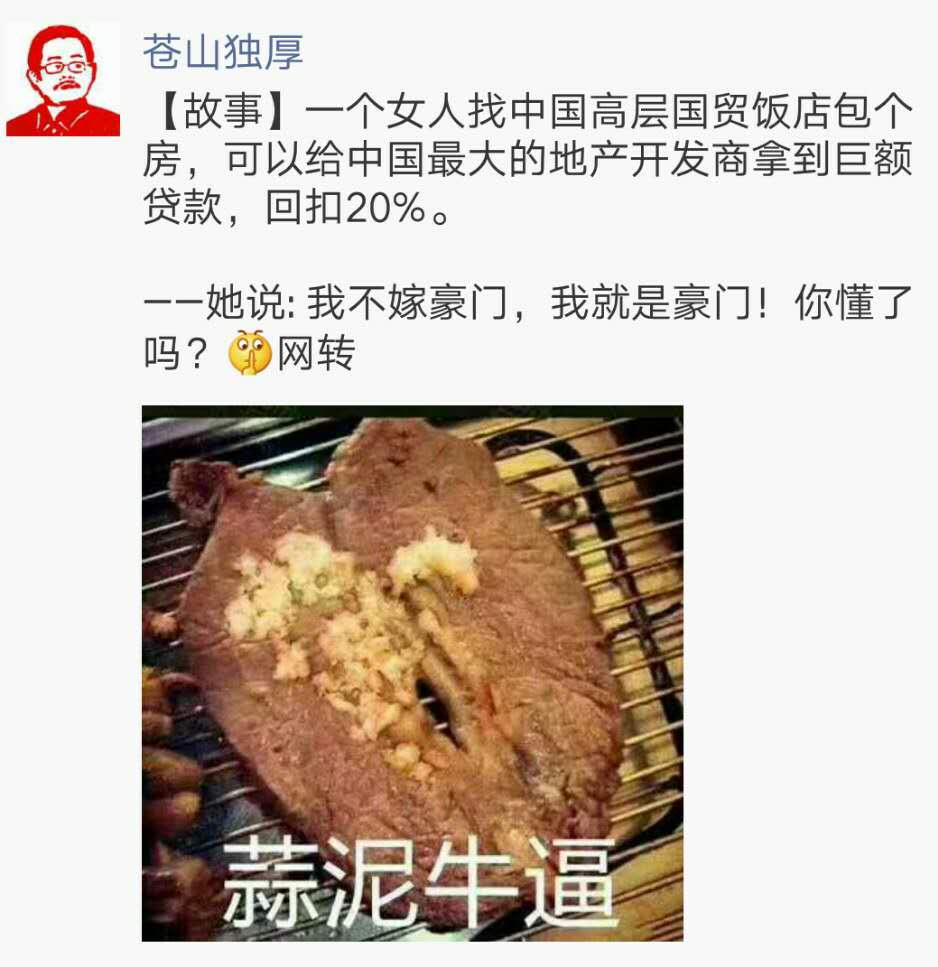 苍山独厚
【故事】一个女人找中国高层国贸饭店包个
房，可以给中国最大的地产开发商拿到巨额
贷款，回扣20%。
——她说: 我不嫁豪门，我就是豪门！你懂了
吗？🤫网转
蒜泥牛逼